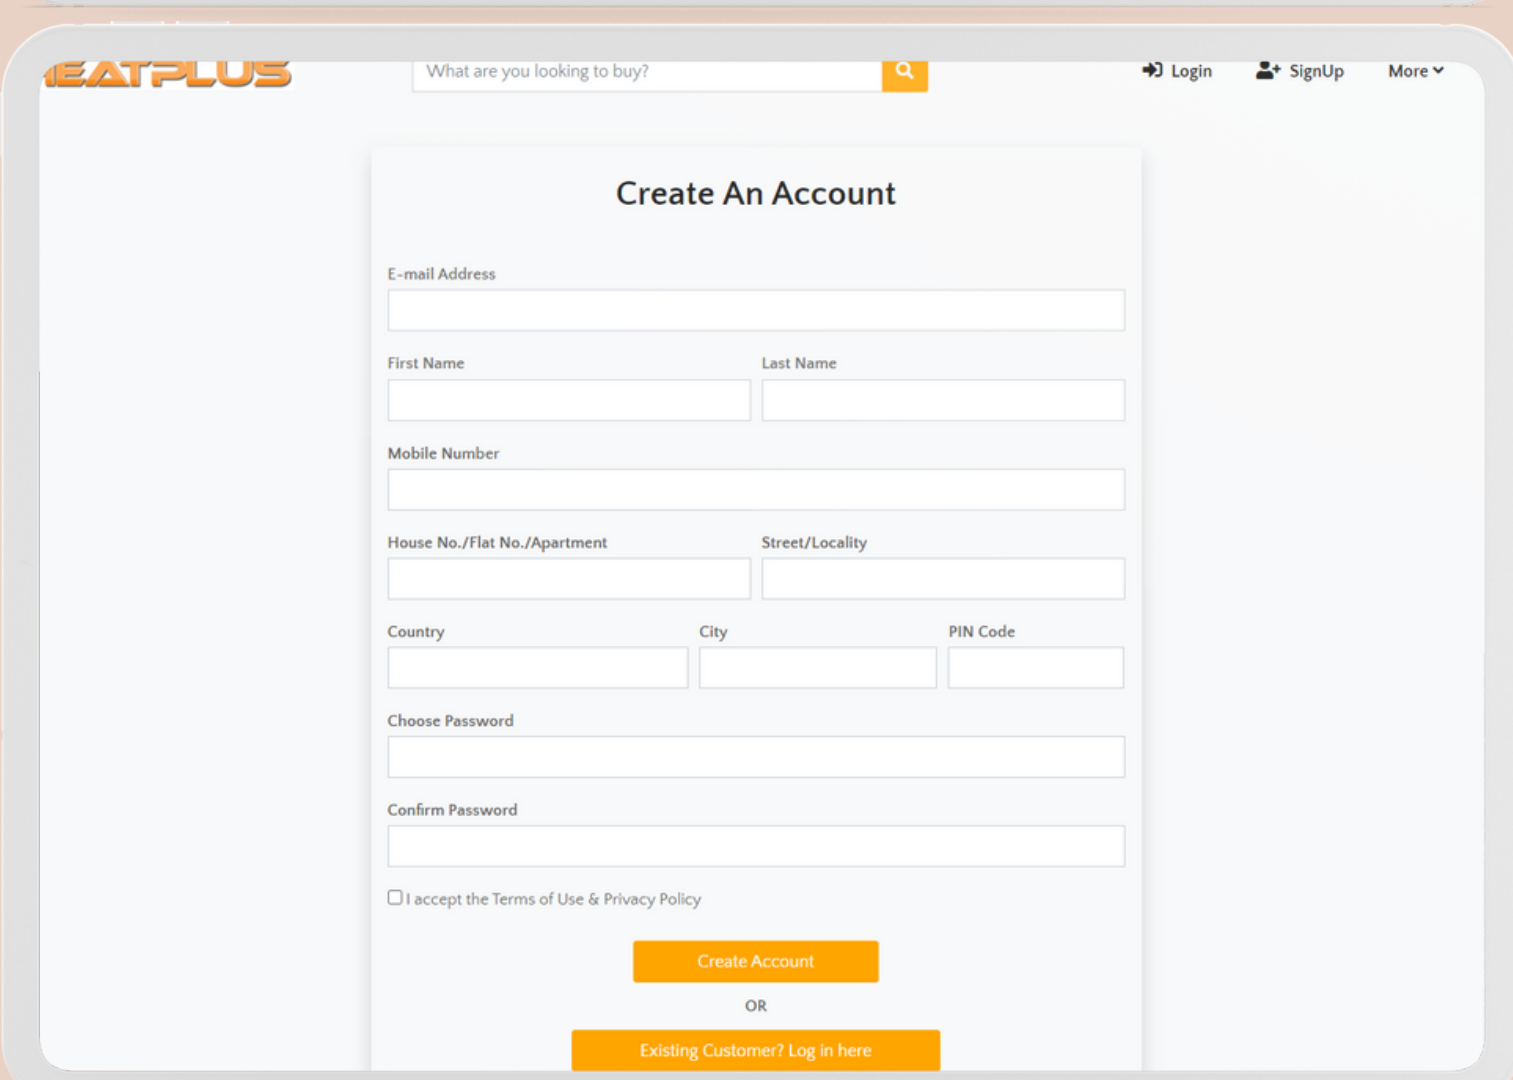 EATPLUS
What are you looking to buy?
Login SignUp More
Create An Account
E-mail Address
First Name Last Name
Mobile Number
House No./Flat No./Apartment Street/Locality
Country City PIN Code
Choose Password
Confirm Password
I accept the Terms of Use & Privacy Policy
Create Account
OR
Existing Customer? Log in here